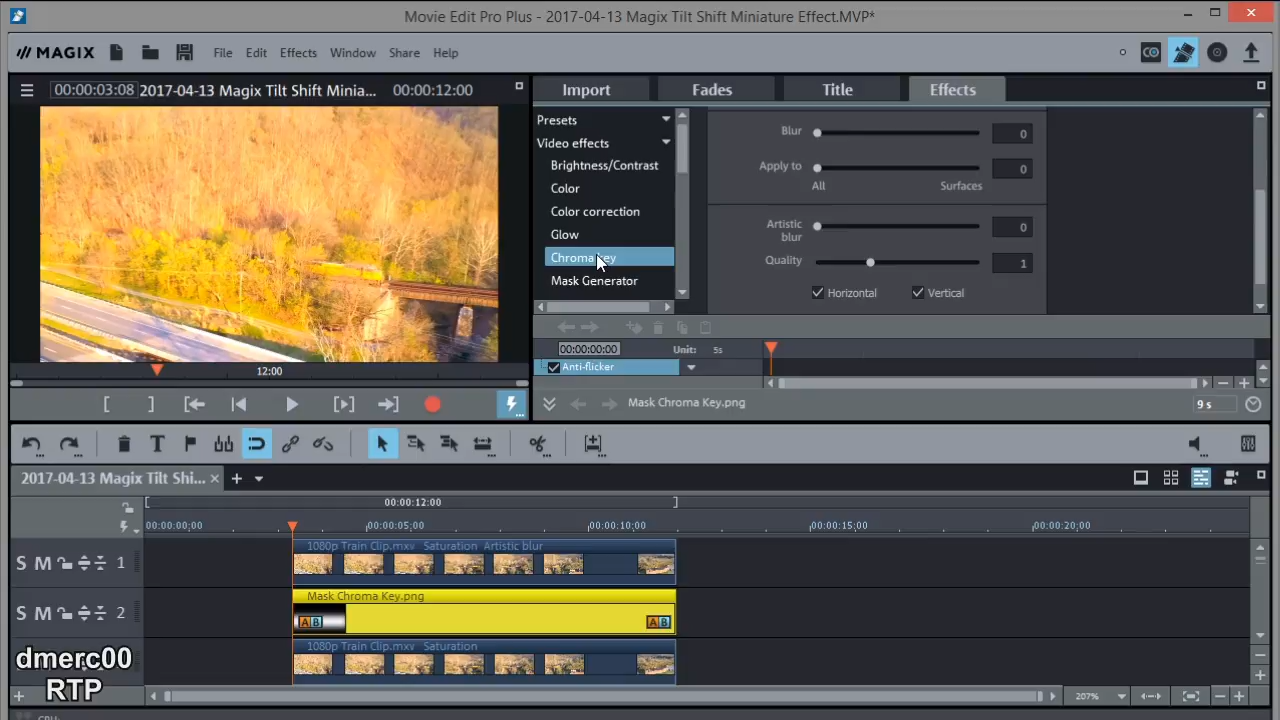 Movie Edit Pro Plus - 2017-04-13 Magix Tilt Shift Miniature Effect.MVP*
MAGIX File Edit Effects Window Share Help
00:00:03:08 2017-04-13 Magix Tilt Shift Minia... 00:00:12:00
Import Fades Title Effects
Presets
Video effects
Brightness/Contrast
Color
Color correction
Glow
Chroma key
Mask Generator
Blur 0
Apply to 0
All Surfaces
Artistic blur 0
Quality 1
Horizontal Vertical
00:00:00:00 Unit: 5s
Anti-flicker
12:00
Mask Chroma Key.png 9 s
2017-04-13 Magix Tilt Shi...
00:00:12:00
00:00:00;00 00:00:05;00 00:00:10;00 00:00:15;00 00:00:20;00
S M 1
1080p Train Clip.mxv Saturation Artistic blur
S M 2
Mask Chroma Key.png
A B A B
1080p Train Clip.mxv Saturation
dmerc00
RTP
207%
CPU: